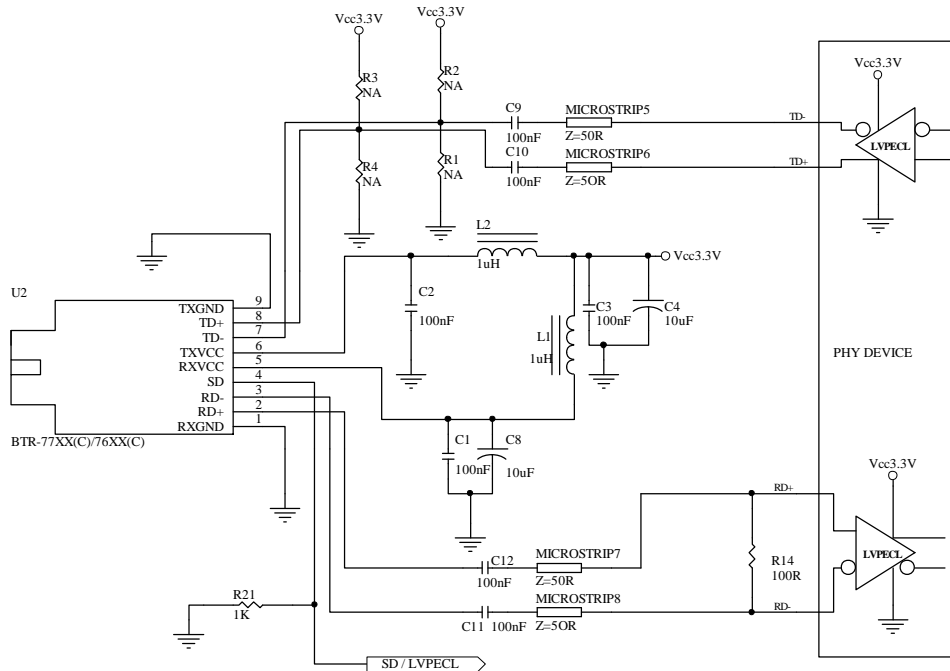 Vcc3.3V
Vcc3.3V
R3
NA
R2
NA
R4
NA
R1
NA
C9
100nF
MICROSTRIP5
Z=50R
C10
100nF
MICROSTRIP6
Z=5OR
TD-
TD+
Vcc3.3V
LVPECL
L2
1uH
Vcc3.3V
C2
100nF
C3
100nF
C4
10uF
L1
1uH
PHY DEVICE
U2
TXGND 9
TD+ 8
TD- 7
TXVCC 6
RXVCC 5
SD 4
RD- 3
RD+ 2
RXGND 1
BTR-77XX(C)/76XX(C)
C1
100nF
C8
10uF
Vcc3.3V
RD+
LVPECL
R14
100R
C12
100nF
MICROSTRIP7
Z=50R
C11 100nF
MICROSTRIP8
Z=5OR
RD-
R21
1K
SD / LVPECL